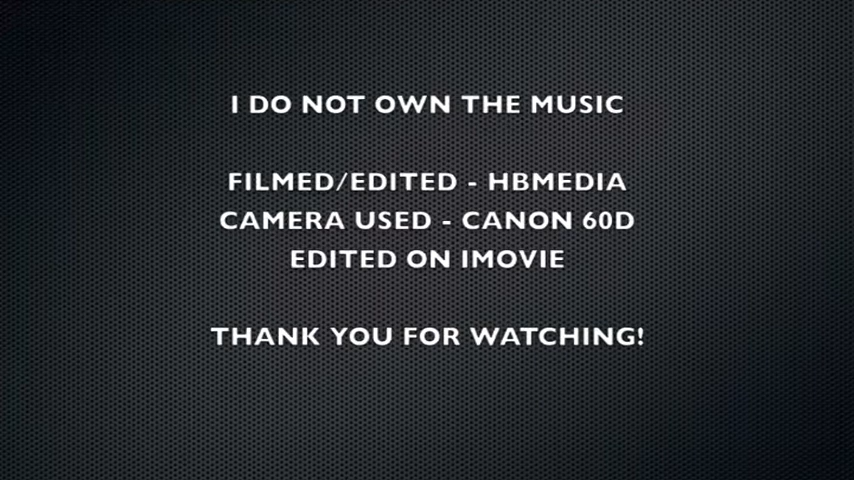 I DO NOT OWN THE MUSIC
FILMED/EDITED - HBMEDIA
CAMERA USED - CANON 60D
EDITED ON IMOVIE
THANK YOU FOR WATCHING!